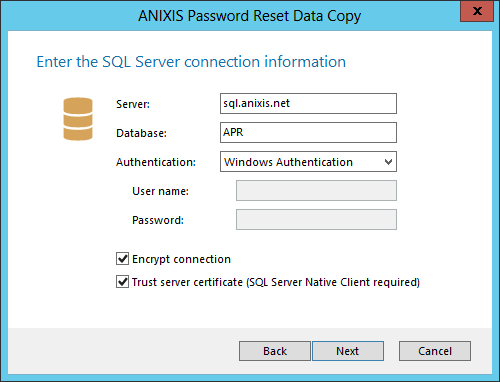 ANIXIS Password Reset Data Copy
x
Enter the SQL Server connection information
Server: sql.anixis.net
Database: APR
Authentication: Windows Authentication
User name:
Password:
Encrypt connection
Trust server certificate (SQL Server Native Client required)
Back Next Cancel